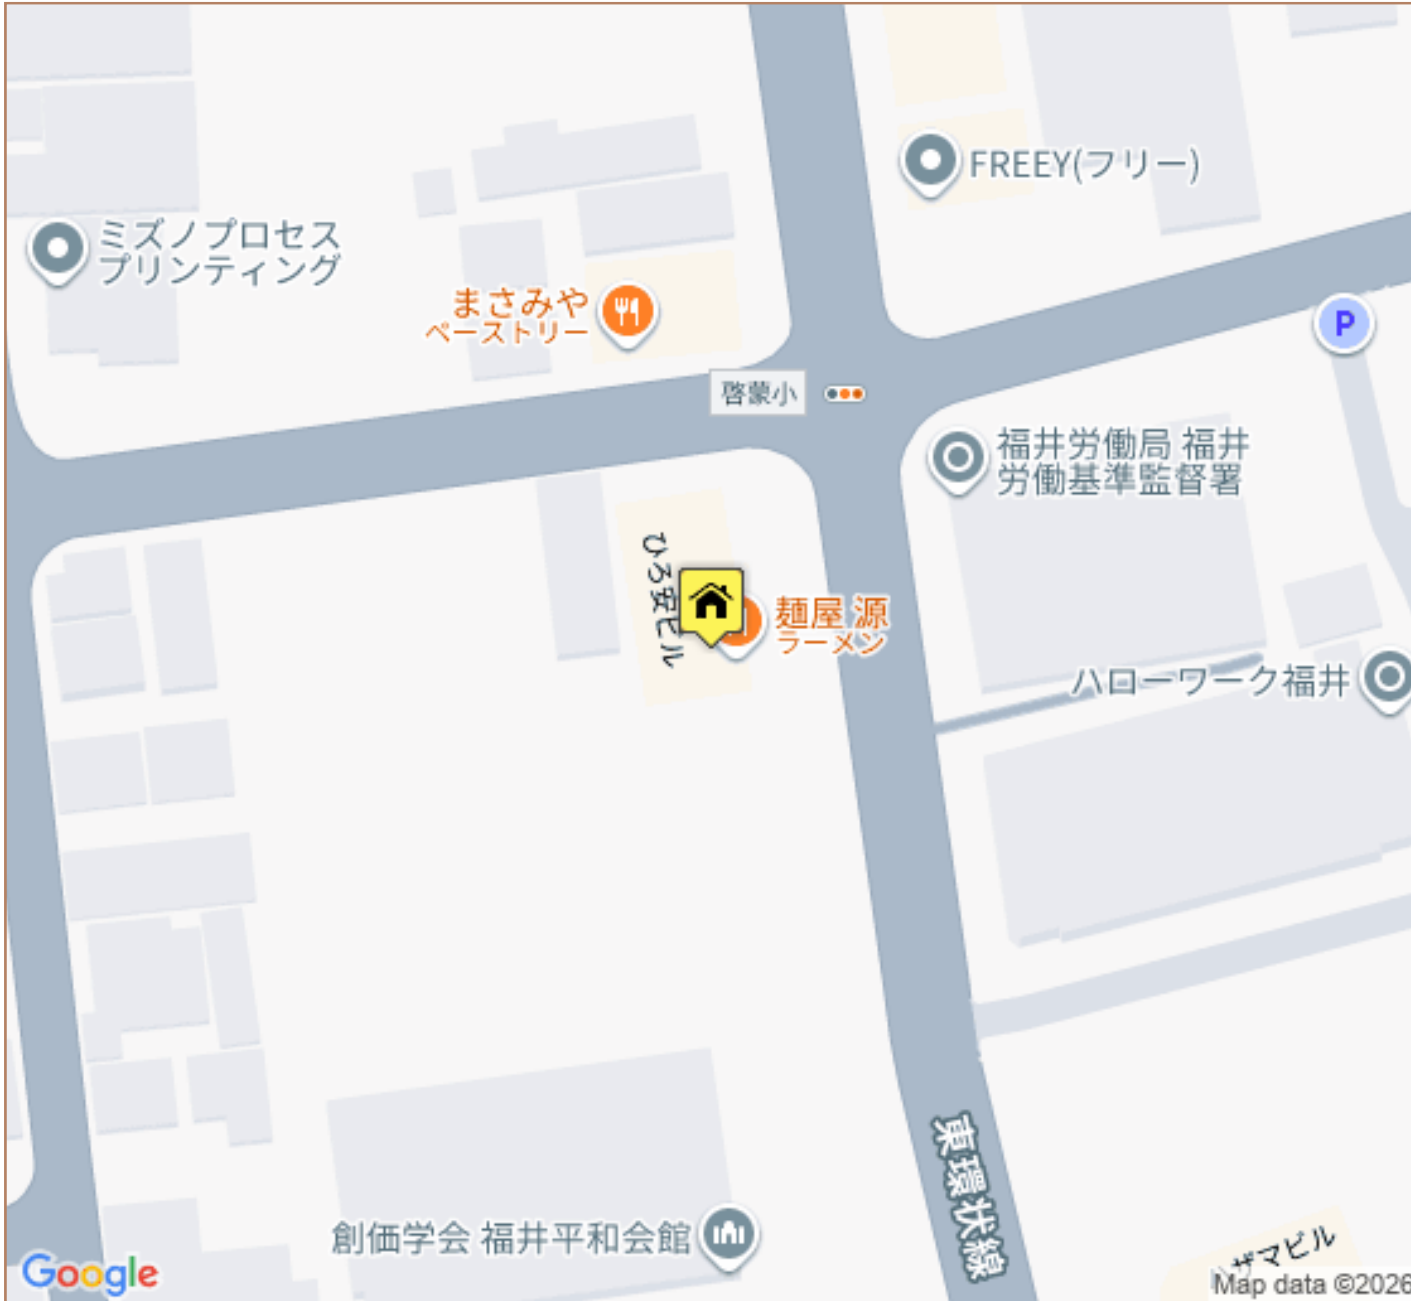 FREEY(フリー)
ミズノプロセス
プリンティング
まさみや
ペーストリー
P
啓蒙小
福井労働局 福井
労働基準監督署
ひろ安ビル
麺屋 源
ラーメン
ハローワーク福井
東環状線
創価学会 福井平和会館
ザマビル
Google
Map data ©2026